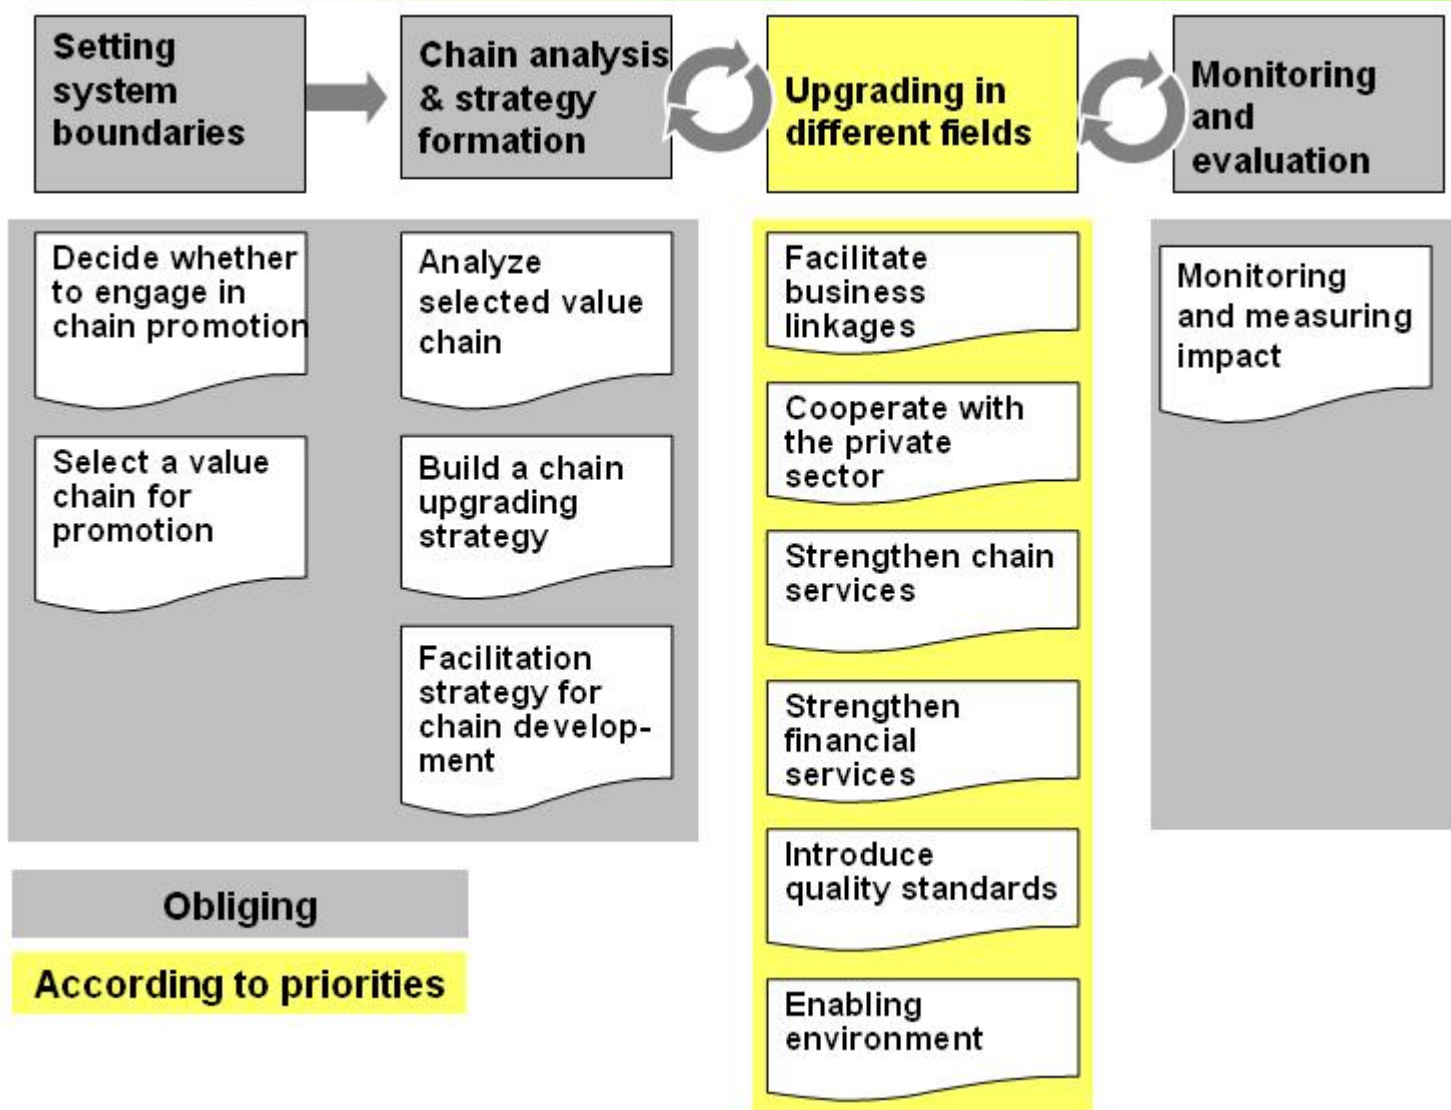 Setting
system
boundaries
Chain analysis
& strategy
formation
Upgrading in
different fields
Monitoring
and
evaluation
Decide whether
to engage in
chain promotion
Select a value
chain for
promotion
Analyze
selected value
chain
Build a chain
upgrading
strategy
Facilitation
strategy for
chain develop-
ment
Facilitate
business
linkages
Cooperate with
the private
sector
Strengthen chain
services
Strengthen
financial
services
Introduce
quality standards
Enabling
environment
Monitoring
and measuring
impact
Obliging
According to priorities